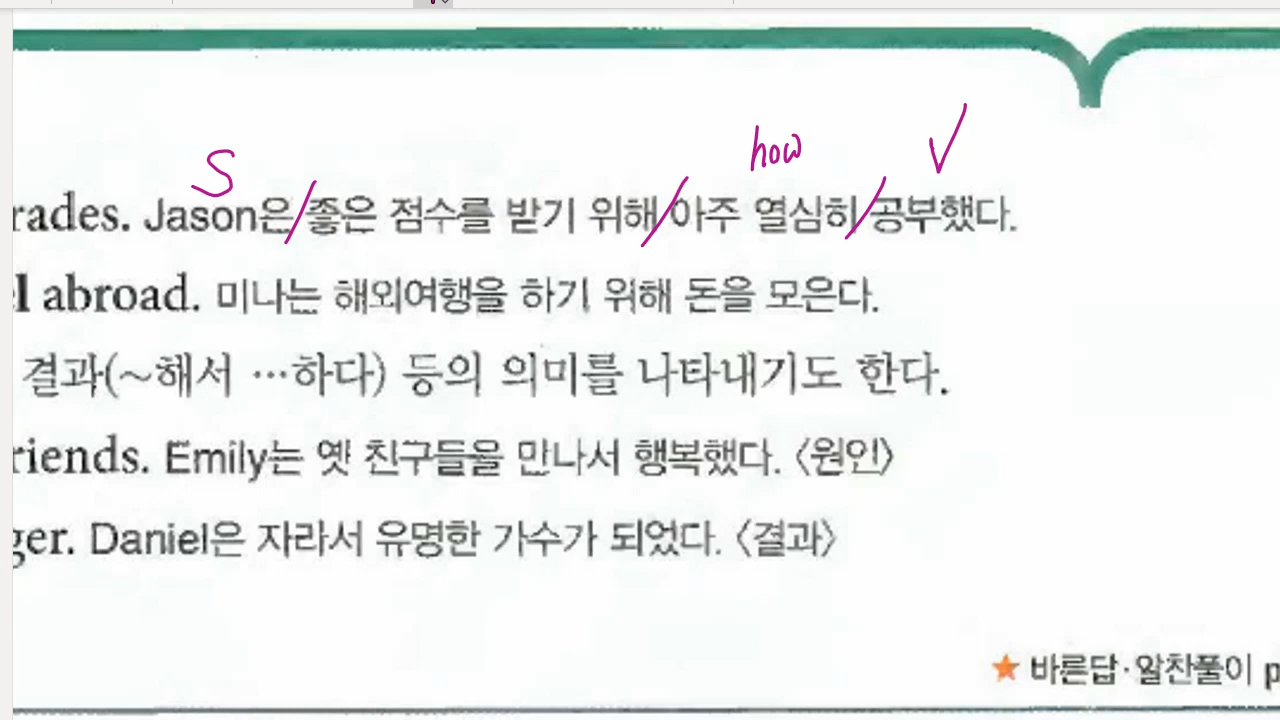 S how V
rades. Jason은 / 좋은 점수를 받기 위해 / 아주 열심히 / 공부했다.
l abroad. 미나는 해외여행을 하기 위해 돈을 모은다.
결과(~해서 …하다) 등의 의미를 나타내기도 한다.
riends. Emily는 옛 친구들을 만나서 행복했다. 〈원인〉
ger. Daniel은 자라서 유명한 가수가 되었다. 〈결과〉
★ 바른답·알찬풀이 p